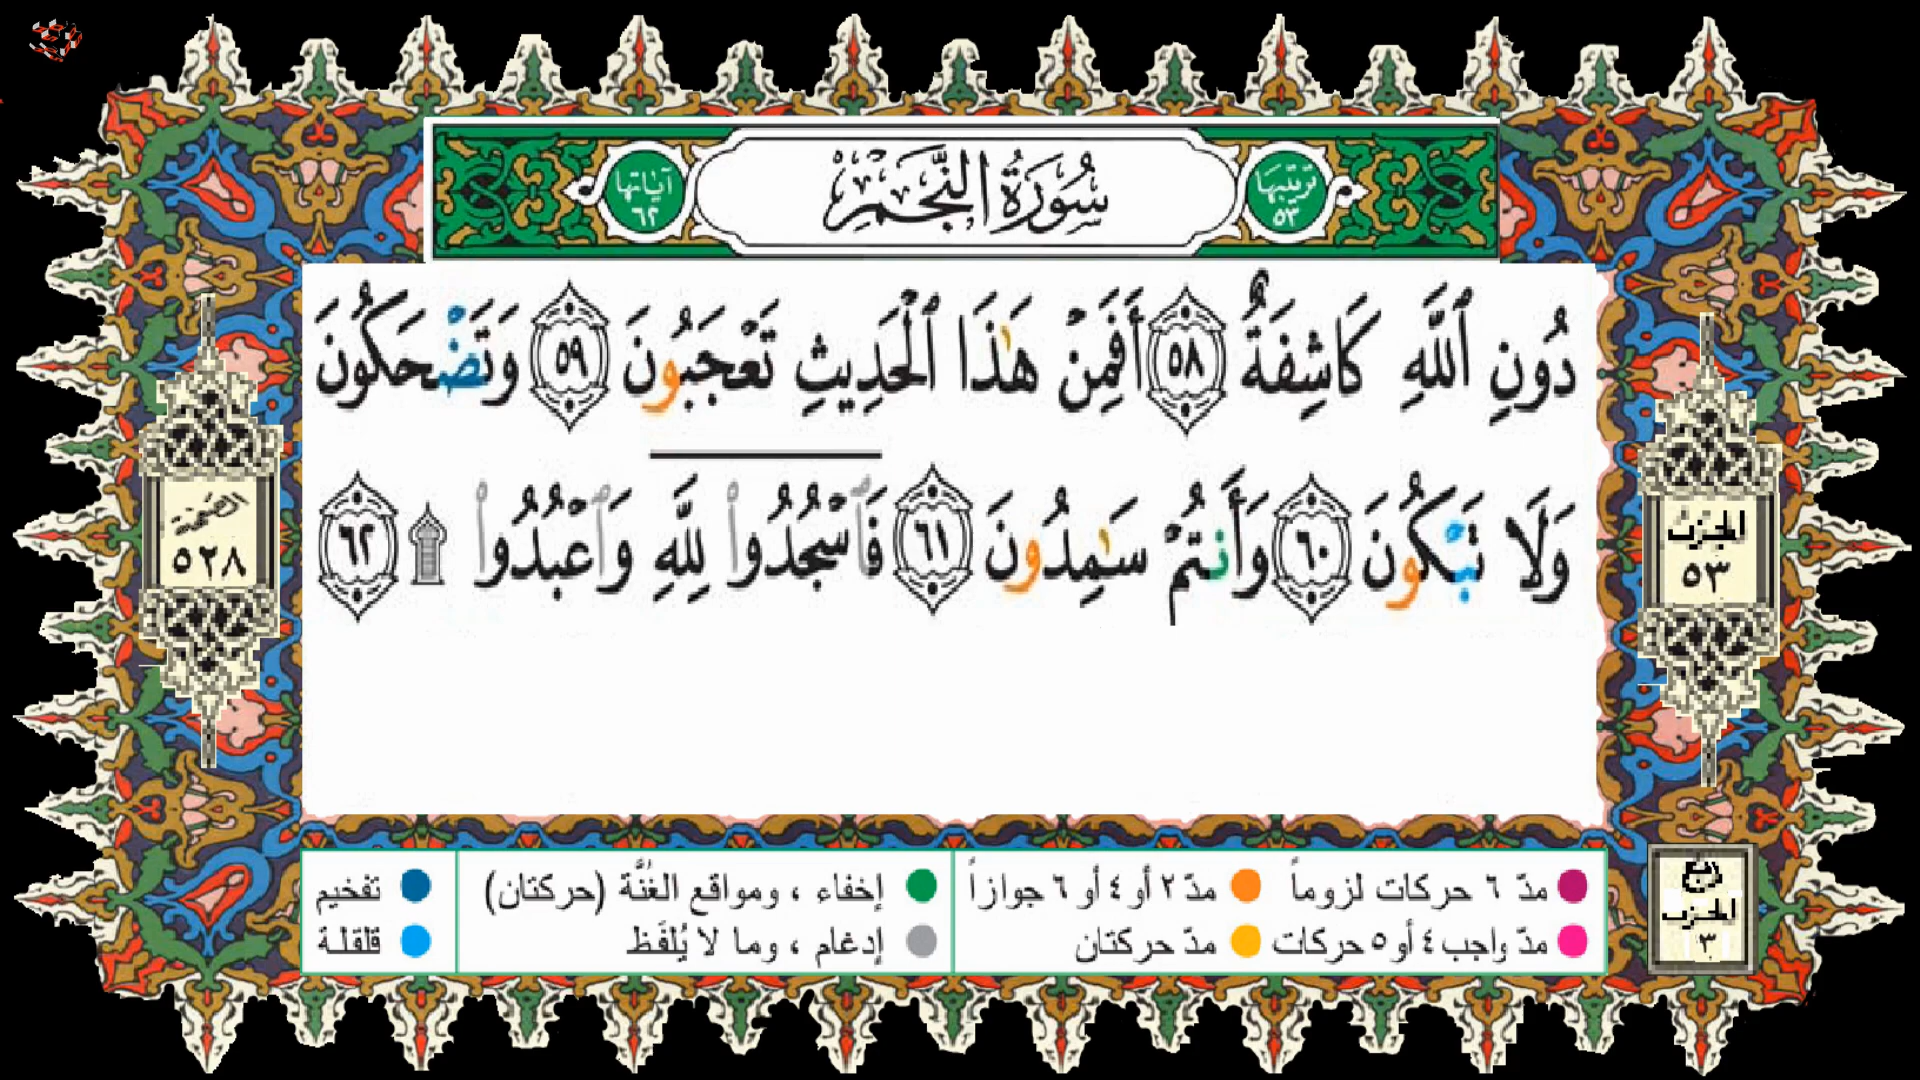 ترتيبها ٥٣
سُورَةُ النَّجْمِ
آياتها ٦٢
دُونِ ٱللَّهِ كَاشِفَةٌ ٥٨ أَفَمِنْ هَٰذَا ٱلْحَدِيثِ تَعْجَبُونَ ٥٩ وَتَضْحَكُونَ
وَلَا تَبْكُونَ ٦٠ وَأَنتُمْ سَٰمِدُونَ ٦١ فَٱسْجُدُوا۟ لِلَّهِ وَٱعْبُدُوا۟ ۩ ٦٢
الحزب
٥٣
الصفحة
٥٢٨
مدّ ٦ حركات لزوماً مدّ ٢ أو ٤ أو ٦ جوازاً إخفاء ، ومواقع الغُنَّة (حركتان) تفخيم
مدّ واجب ٤ أو ٥ حركات مدّ حركتان إدغام ، وما لا يُلفَظ قلقلة
ربع
الحزب
٣